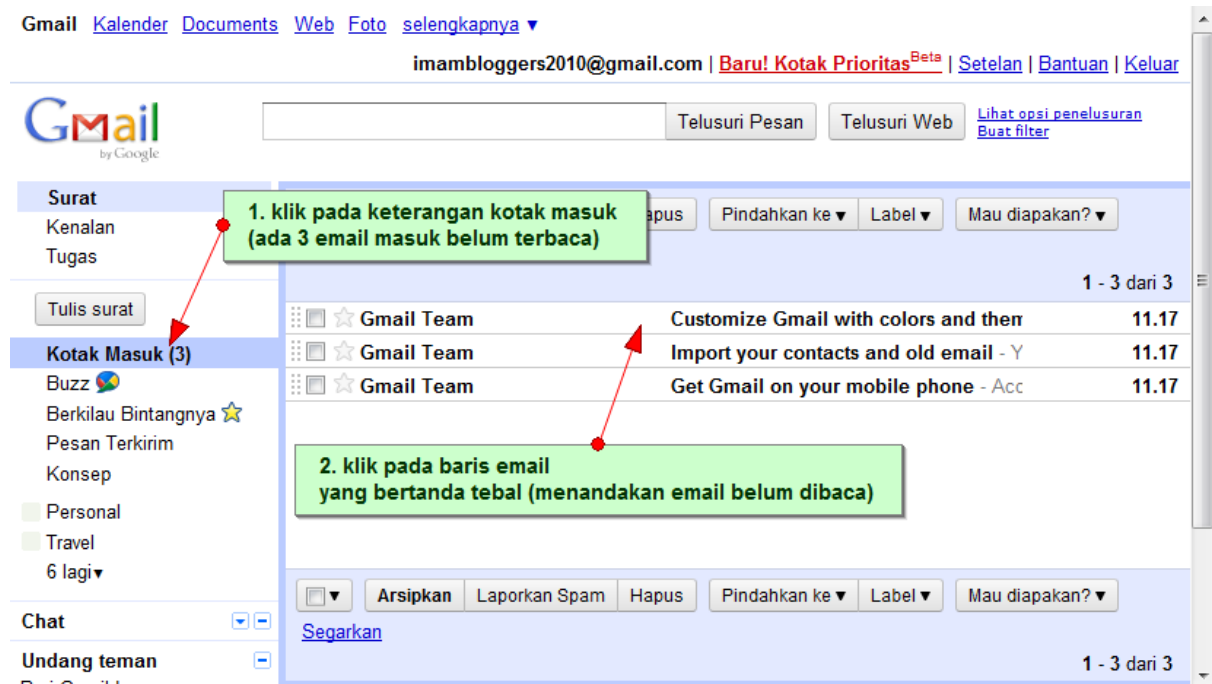 Gmail Kalender Documents Web Foto selengkapnya ▼
imambloggers2010@gmail.com | Baru! Kotak Prioritas Beta | Setelan | Bantuan | Keluar
Gmail
by Google
Telusuri Pesan Telusuri Web
Lihat opsi penelusuran
Buat filter
Surat
Kenalan
Tugas
1. klik pada keterangan kotak masuk
(ada 3 email masuk belum terbaca)
Pindahkan ke ▼ Label ▼ Mau diapakan? ▼
1 - 3 dari 3
Tulis surat
Gmail Team Customize Gmail with colors and 11.17
Gmail Team Import your contacts and old email - Y 11.17
Gmail Team Get Gmail on your mobile phone - Acc 11.17
Kotak Masuk (3)
Buzz
Berkilau Bintangnya
Pesan Terkirim
Konsep
Personal
Travel
6 lagi ▼
2. klik pada baris email
yang bertanda tebal (menandakan email belum dibaca)
Arsipkan Laporkan Spam Hapus Pindahkan ke ▼ Label ▼ Mau diapakan? ▼
Segarkan
1 - 3 dari 3
Chat
Undang teman